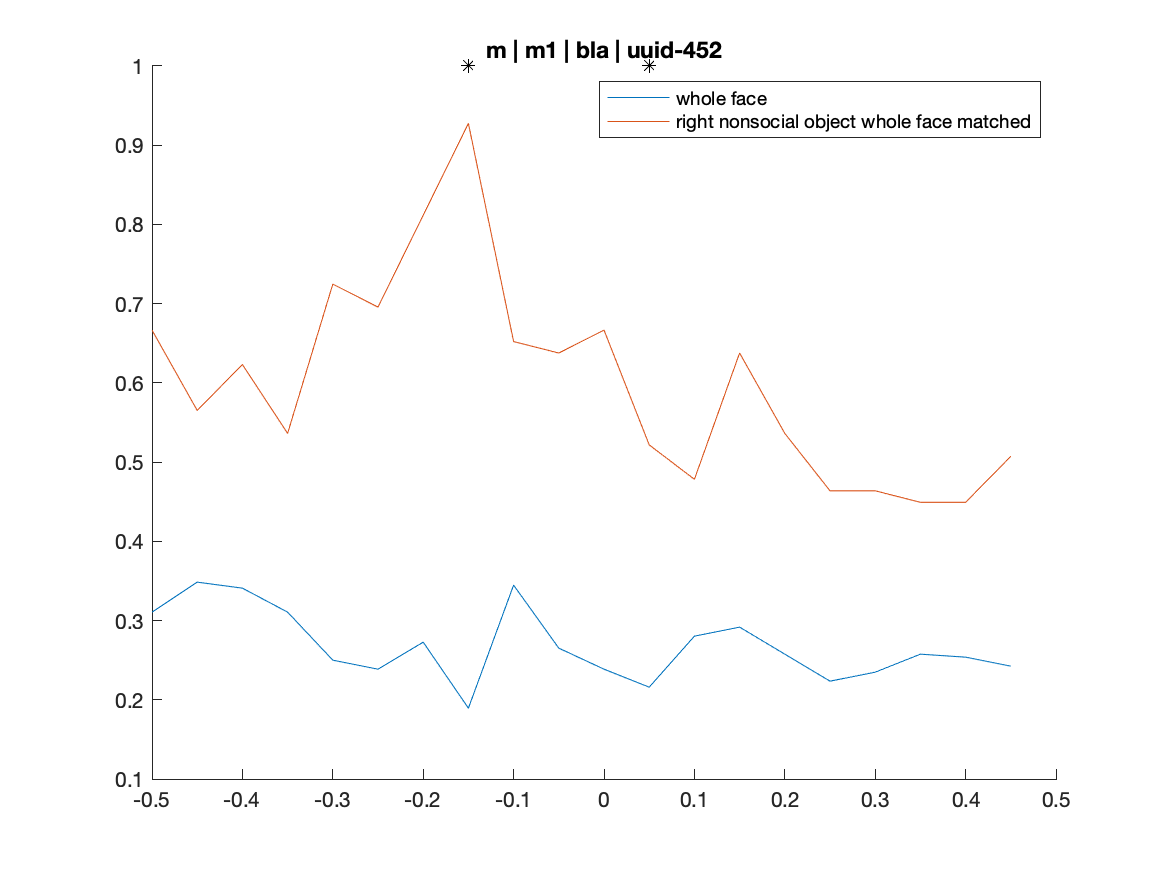 m | m1 | bla | uuid-452
whole face
right nonsocial object whole face matched
1
0.9
0.8
0.7
0.6
0.5
0.4
0.3
0.2
0.1
-0.5 -0.4 -0.3 -0.2 -0.1 0 0.1 0.2 0.3 0.4 0.5